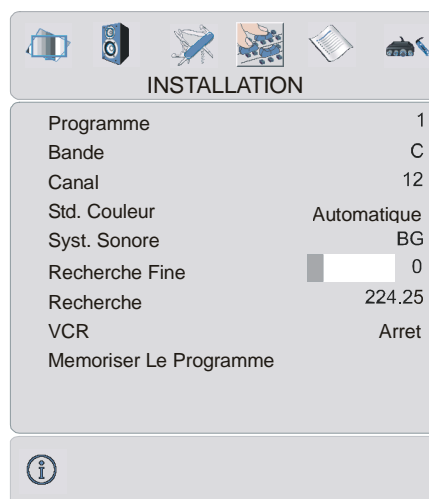 INSTALLATION
Programme 1
Bande C
Canal 12
Std. Couleur Automatique
Syst. Sonore BG
Recherche Fine 0
Recherche 224.25
VCR Arret
Memoriser Le Programme